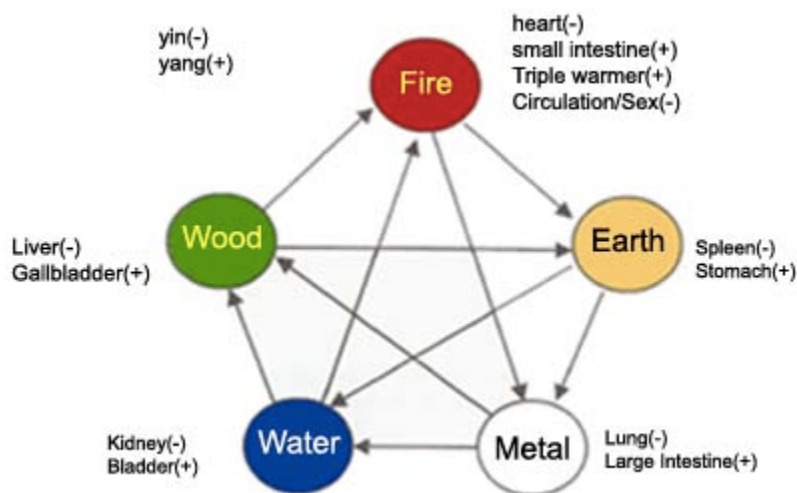 yin(-)
yang(+)
heart(-)
small intestine(+)
Triple warmer(+)
Circulation/Sex(-)
Fire
Wood
Earth
Liver(-)
Gallbladder(+)
Spleen(-)
Stomach(+)
Water
Metal
Kidney(-)
Bladder(+)
Lung(-)
Large Intestine(+)